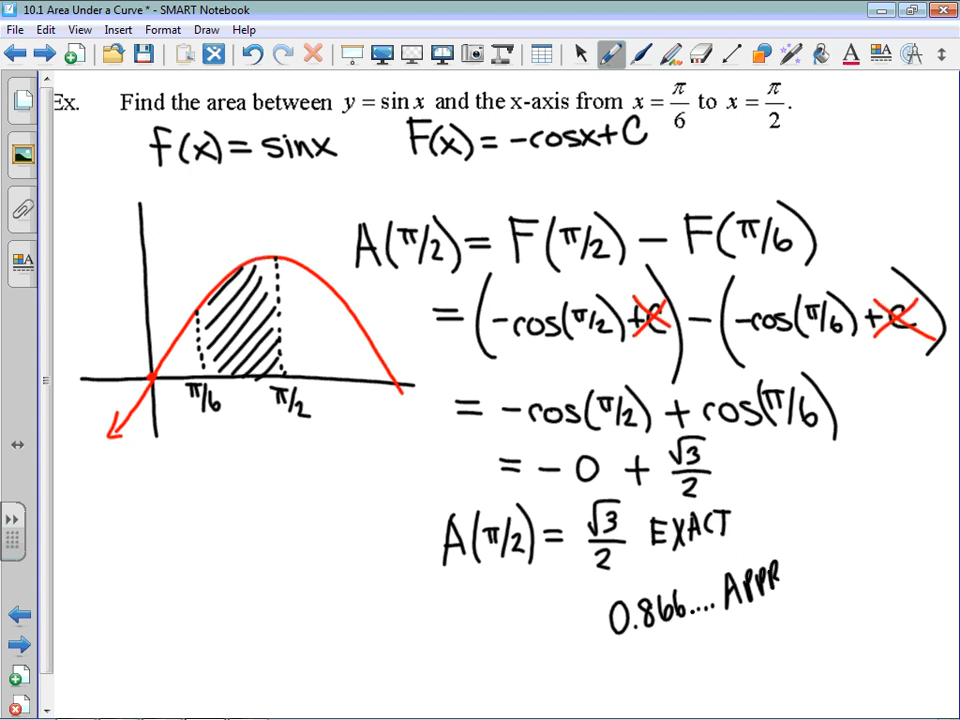 10.1 Area Under a Curve * - SMART Notebook
File Edit View Insert Format Draw Help
Ex. Find the area between y = sin x and the x-axis from x = π/6 to x = π/2.
f(x) = sinx F(x) = -cosx + C
A(π/2) = F(π/2) - F(π/6)
= (-cos(π/2) + C) - (-cos(π/6) + C)
π/6 π/2
= -cos(π/2) + cos(π/6)
= - 0 + √3/2
A(π/2) = √3/2 EXACT
0.866.... APPR